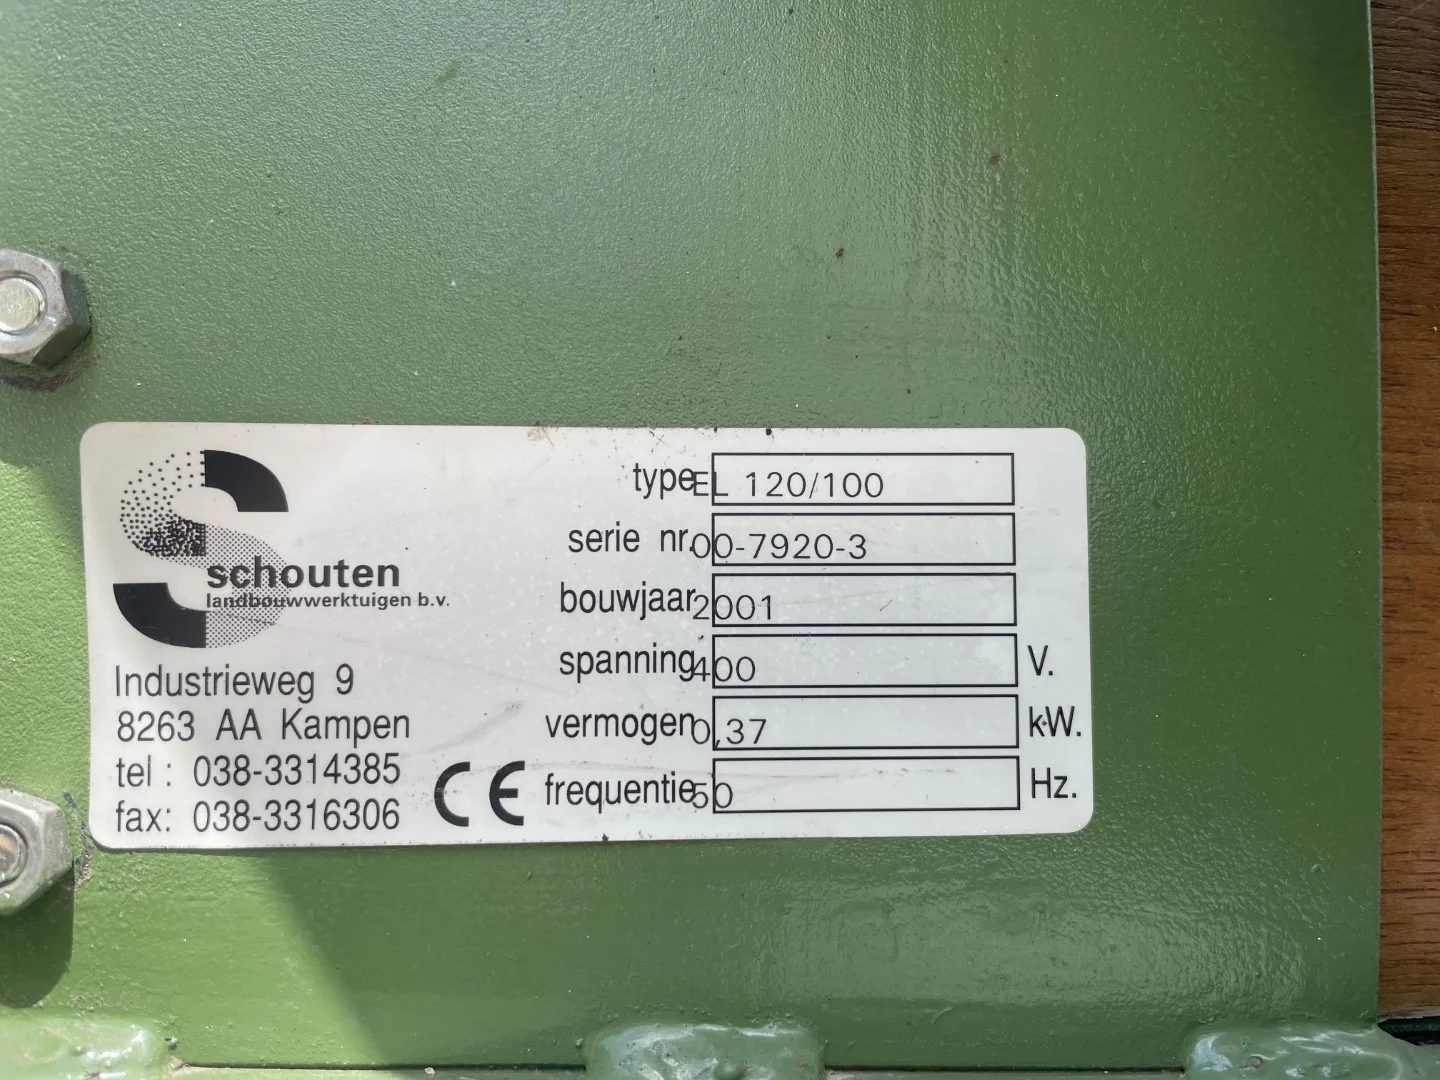 schouten
landbouwwerktuigen b.v.
Industrieweg 9
8263 AA Kampen
tel : 038-3314385
fax: 038-3316306
CE
type EL 120/100
serie nr. 00-7920-3
bouwjaar 2001
spanning 400 V.
vermogen 0,37 kW.
frequentie 50 Hz.